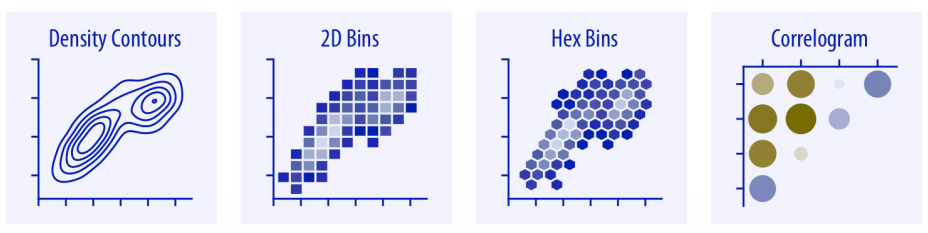 Density Contours
2D Bins
Hex Bins
Correlogram